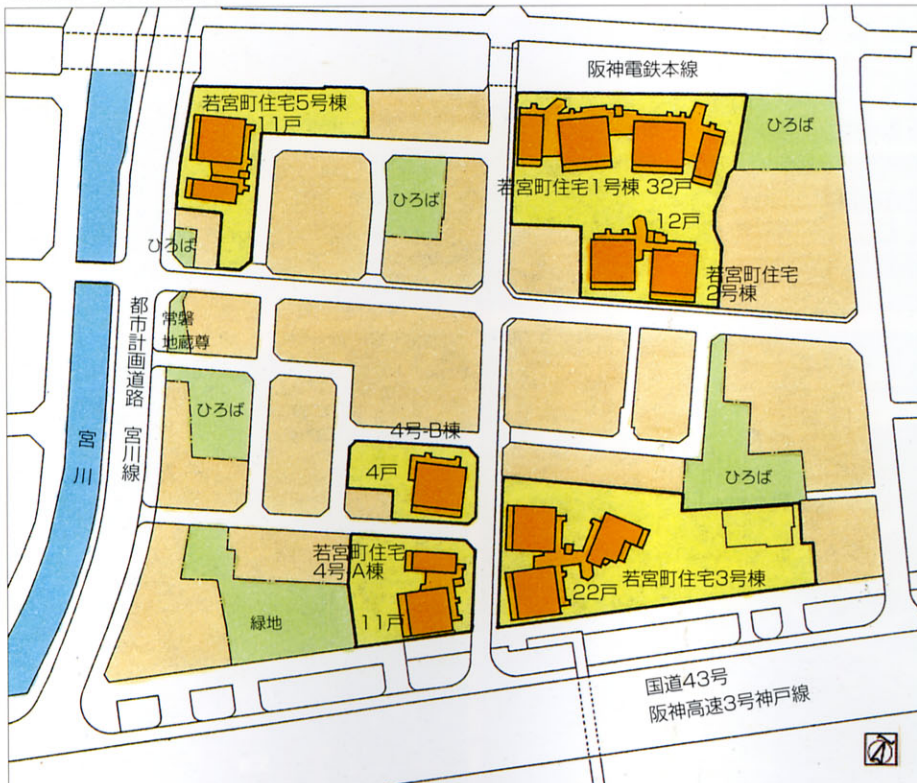 阪神電鉄本線
若宮町住宅5号棟
11戸
ひろば
若宮町住宅1号棟 32戸
ひろば
12戸
若宮町住宅
2号棟
ひろば
常磐
地蔵尊
都市計画道路 宮川線
宮川
ひろば
4号-B棟
4戸
ひろば
若宮町住宅
4号-A棟
11戸
緑地
若宮町住宅3号棟
22戸
国道43号
阪神高速3号神戸線